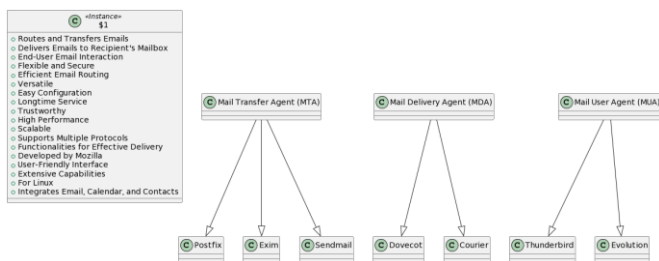 C «Instance»
$1
Routes and Transfers Emails
Delivers Emails to Recipient's Mailbox
End-User Email Interaction
Flexible and Secure
Efficient Email Routing
Versatile
Easy Configuration
Longtime Service
Trustworthy
High Performance
Scalable
Supports Multiple Protocols
Functionalities for Effective Delivery
Developed by Mozilla
User-Friendly Interface
Extensive Capabilities
For Linux
Integrates Email, Calendar, and Contacts
C Mail Transfer Agent (MTA)
C Mail Delivery Agent (MDA)
C Mail User Agent (MUA)
C Postfix
C Exim
C Sendmail
C Dovecot
C Courier
C Thunderbird
C Evolution